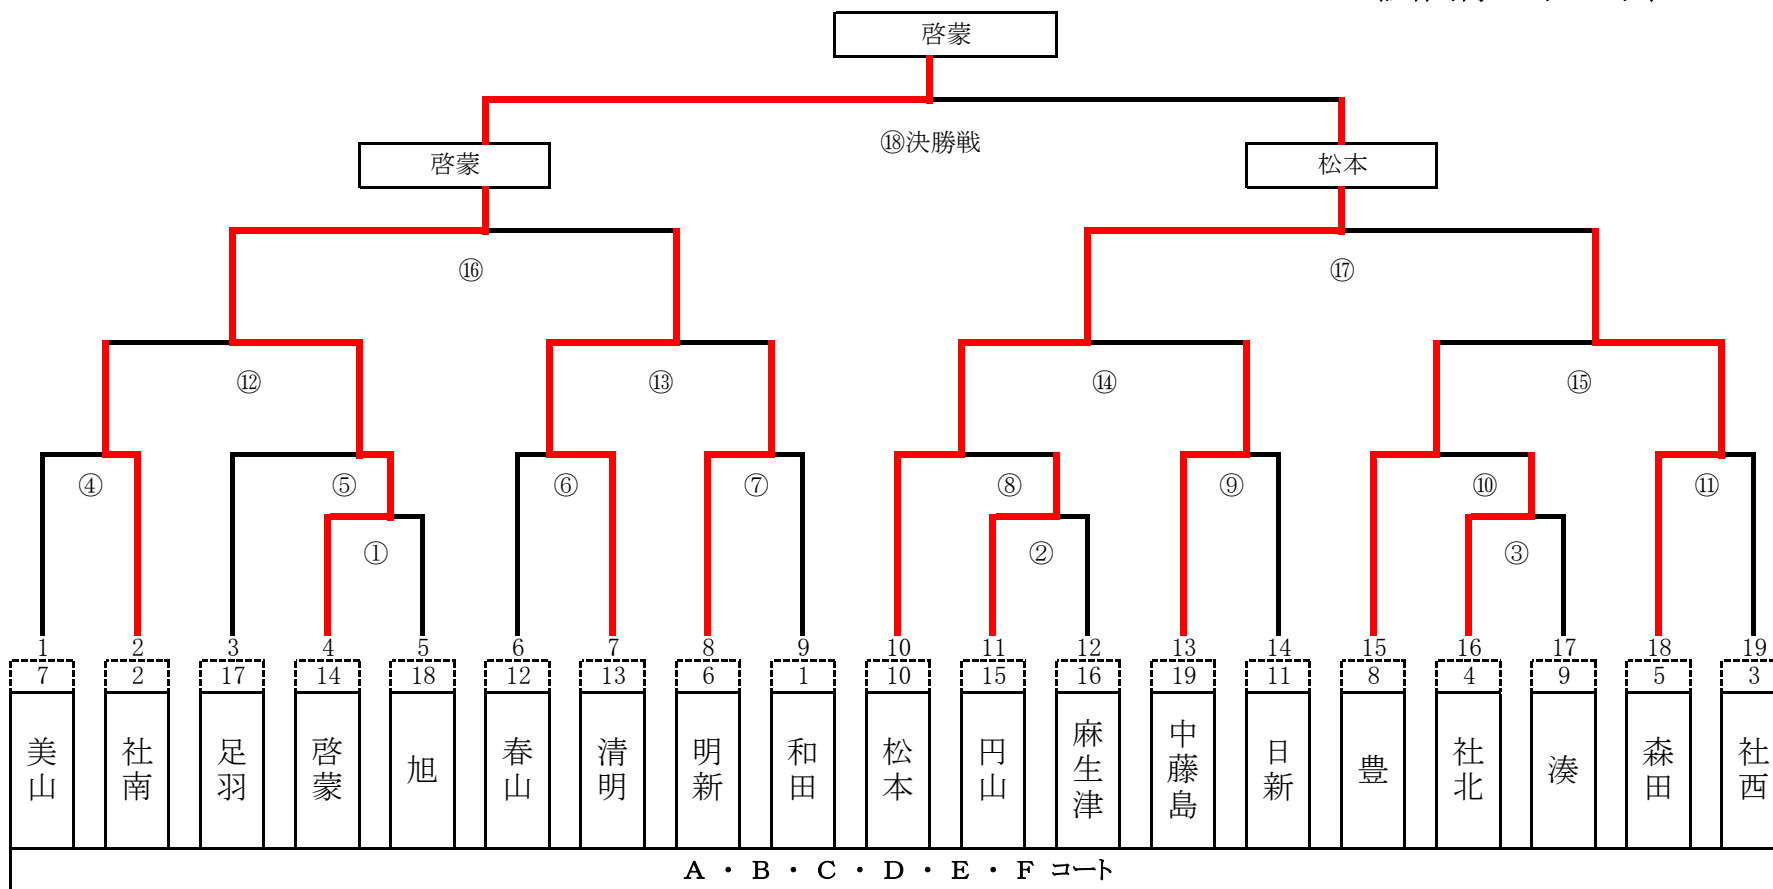 啓蒙
⑱決勝戦
啓蒙 松本
⑯ ⑰
⑫ ⑬ ⑭ ⑮
④ ⑤ ⑥ ⑦ ⑧ ⑨ ⑩ ⑪
① ② ③
1 2 3 4 5 6 7 8 9 10 11 12 13 14 15 16 17 18 19
7 2 17 14 18 12 13 6 1 10 15 16 19 11 8 4 9 5 3
美山 社南 足羽 啓蒙 旭 春山 清明 明新 和田 松本 円山 麻生津 中藤島 日新 豊 社北 湊 森田 社西
A・B・C・D・E・F コート